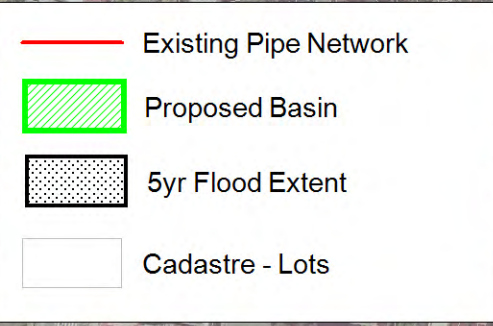 Existing Pipe Network
Proposed Basin
5yr Flood Extent
Cadastre - Lots